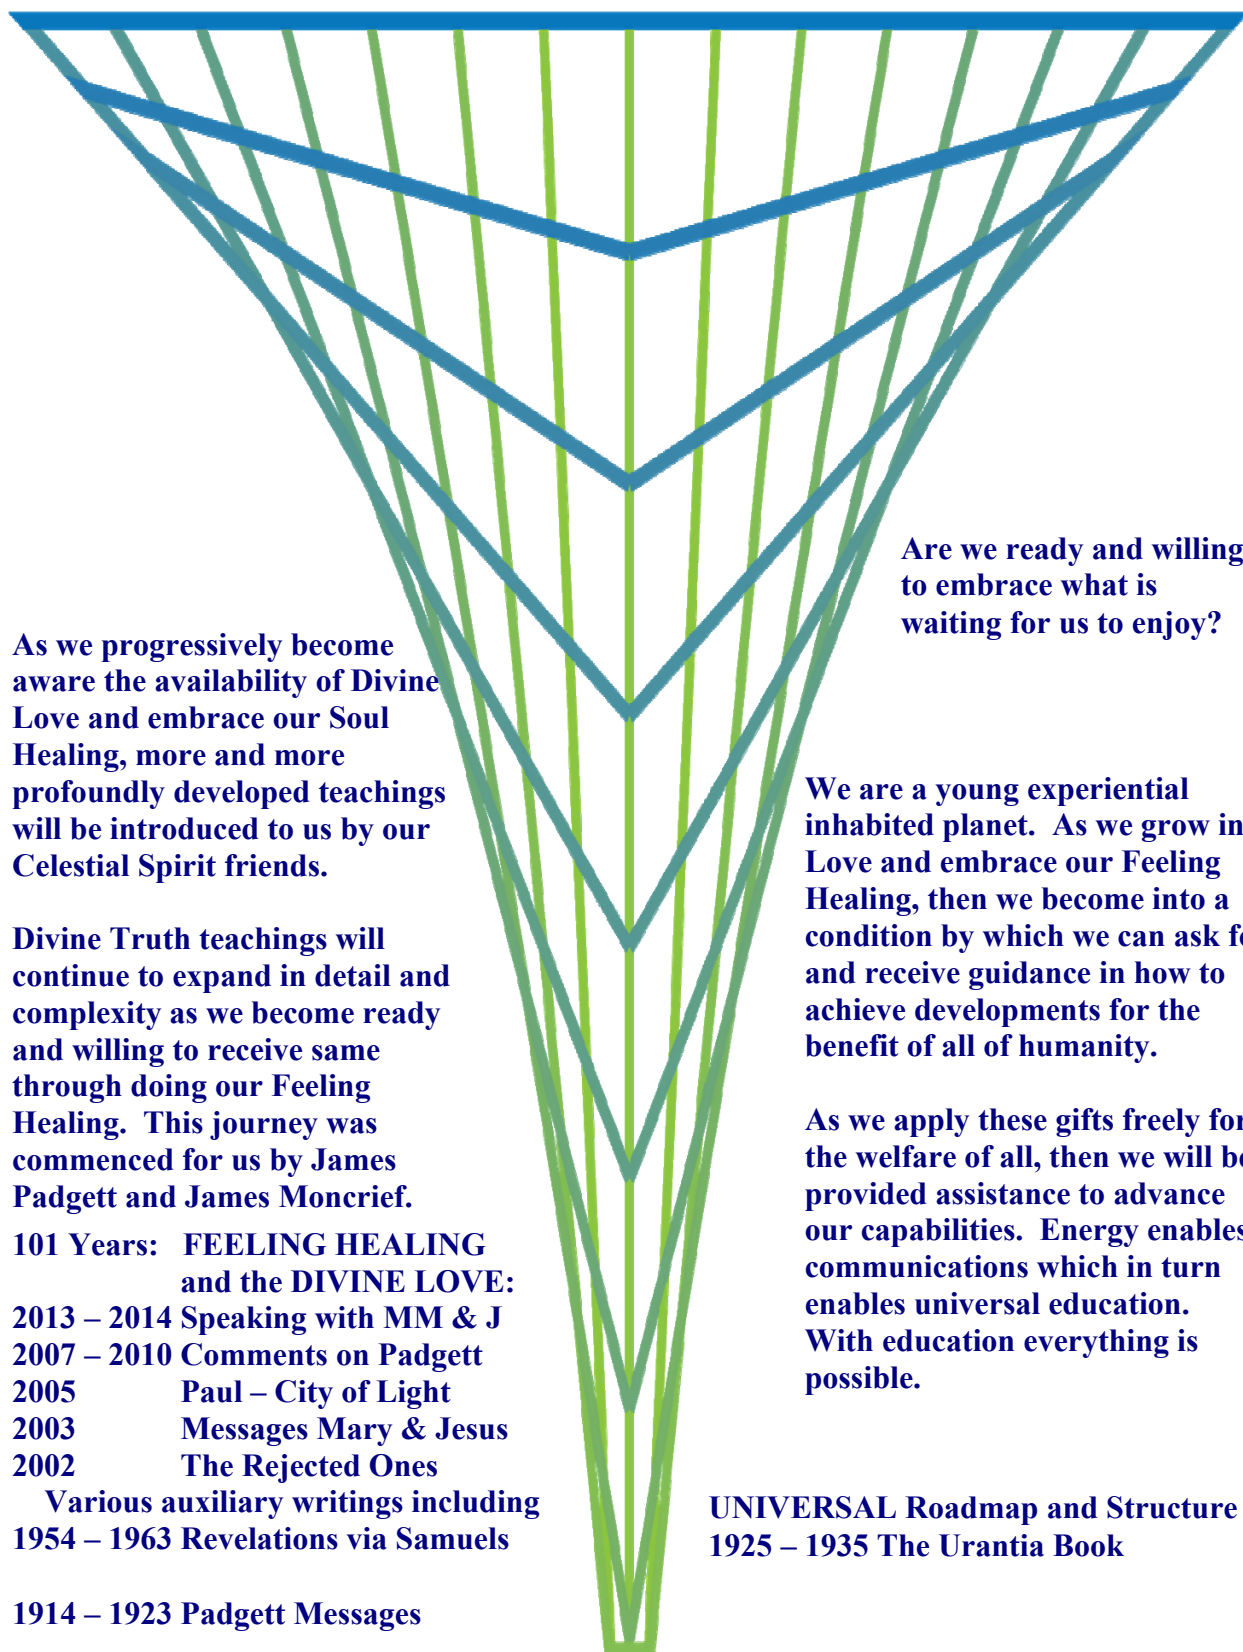 Are we ready and willing
to embrace what is
waiting for us to enjoy?
As we progressively become
aware the availability of Divine
Love and embrace our Soul
Healing, more and more
profoundly developed teachings
will be introduced to us by our
Celestial Spirit friends.
Divine Truth teachings will
continue to expand in detail and
complexity as we become ready
and willing to receive same
through doing our Feeling
Healing.  This journey was
commenced for us by James
Padgett and James Moncrief.
101 Years:   FEELING HEALING
and the DIVINE LOVE:
2013 – 2014 Speaking with MM & J
2007 – 2010 Comments on Padgett
2005 Paul – City of Light
2003 Messages Mary & Jesus
2002 The Rejected Ones
Various auxiliary writings including
1954 – 1963 Revelations via Samuels
1914 – 1923 Padgett Messages
We are a young experiential
inhabited planet.  As we grow in
Love and embrace our Feeling
Healing, then we become into a
condition by which we can ask
and receive guidance in how to
achieve developments for the
benefit of all of humanity.
As we apply these gifts freely for
the welfare of all, then we will be
provided assistance to advance
our capabilities.  Energy enables
communications which in turn
enables universal education.
With education everything is
possible.
UNIVERSAL Roadmap and Structure
1925 – 1935 The Urantia Book